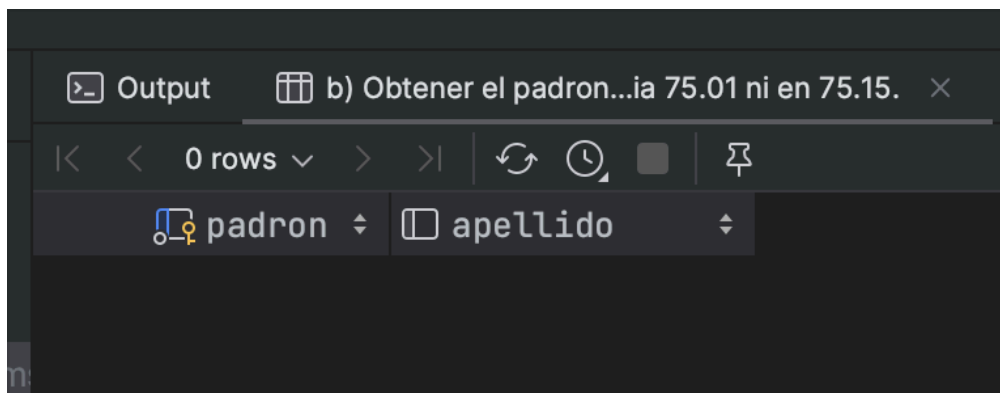 Output
b) Obtener el padron...ia 75.01 ni en 75.15.
0 rows
padron
apellido